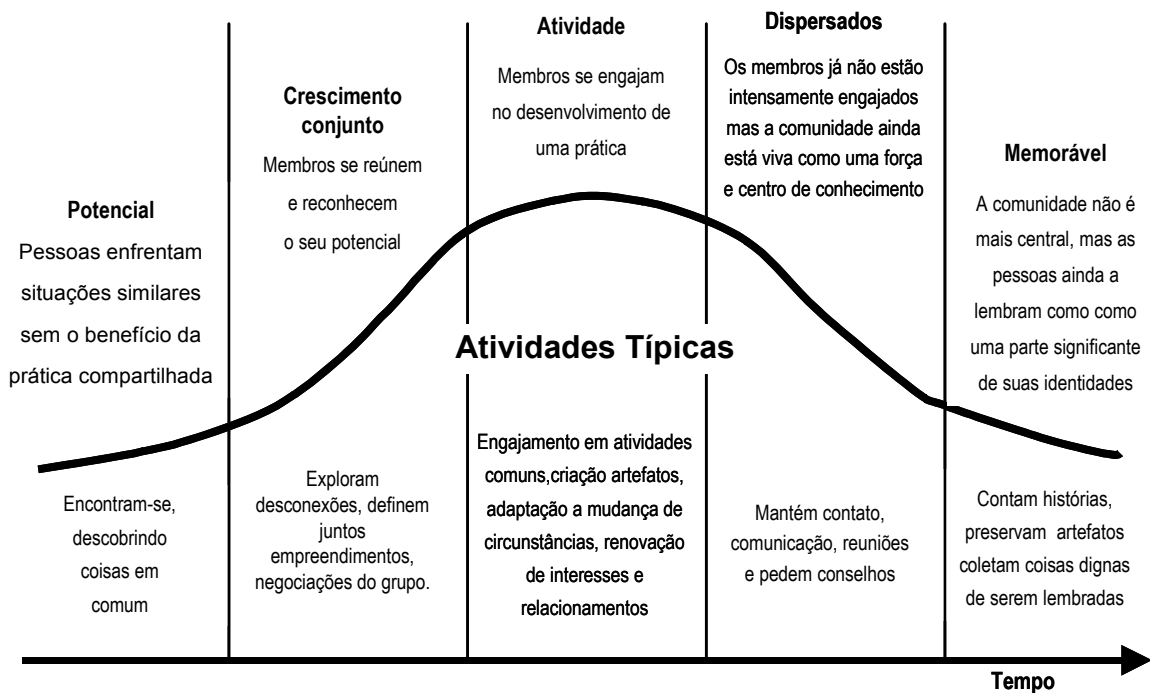 Potencial
Pessoas enfrentam
situações similares
sem o benefício da
prática compartilhada
Encontram-se,
descobrindo
coisas em
comum
Crescimento
conjunto
Membros se reúnem
e reconhecem
o seu potencial
Exploram
desconexões, definem
juntos
empreendimentos,
negociações do grupo.
Atividade
Membros se engajam
no desenvolvimento de
uma prática
Atividades Típicas
Engajamento em atividades
comuns,criação artefatos,
adaptação a mudança de
circunstâncias, renovação
de interesses e
relacionamentos
Dispersados
Os membros já não estão
intensamente engajados
mas a comunidade ainda
está viva como uma força
e centro de conhecimento
Mantém contato,
comunicação, reuniões
e pedem conselhos
Memorável
A comunidade não é
mais central, mas as
pessoas ainda a
lembram como como
uma parte significante
de suas identidades
Contam histórias,
preservam artefatos
coletam coisas dignas
de serem lembradas
Tempo